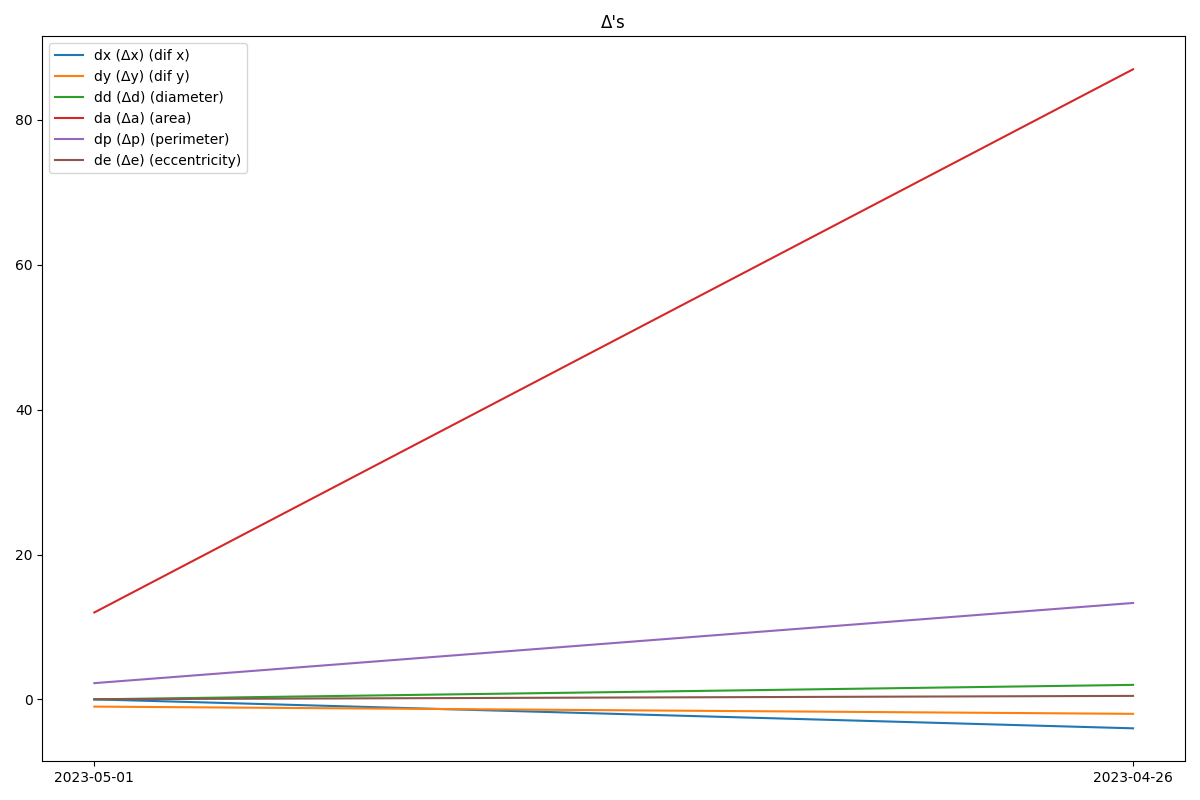 Δ's
dx (Δx) (dif x)
dy (Δy) (dif y)
dd (Δd) (diameter)
da (Δa) (area)
dp (Δp) (perimeter)
de (Δe) (eccentricity)
80
60
40
20
0
2023-05-01
2023-04-26